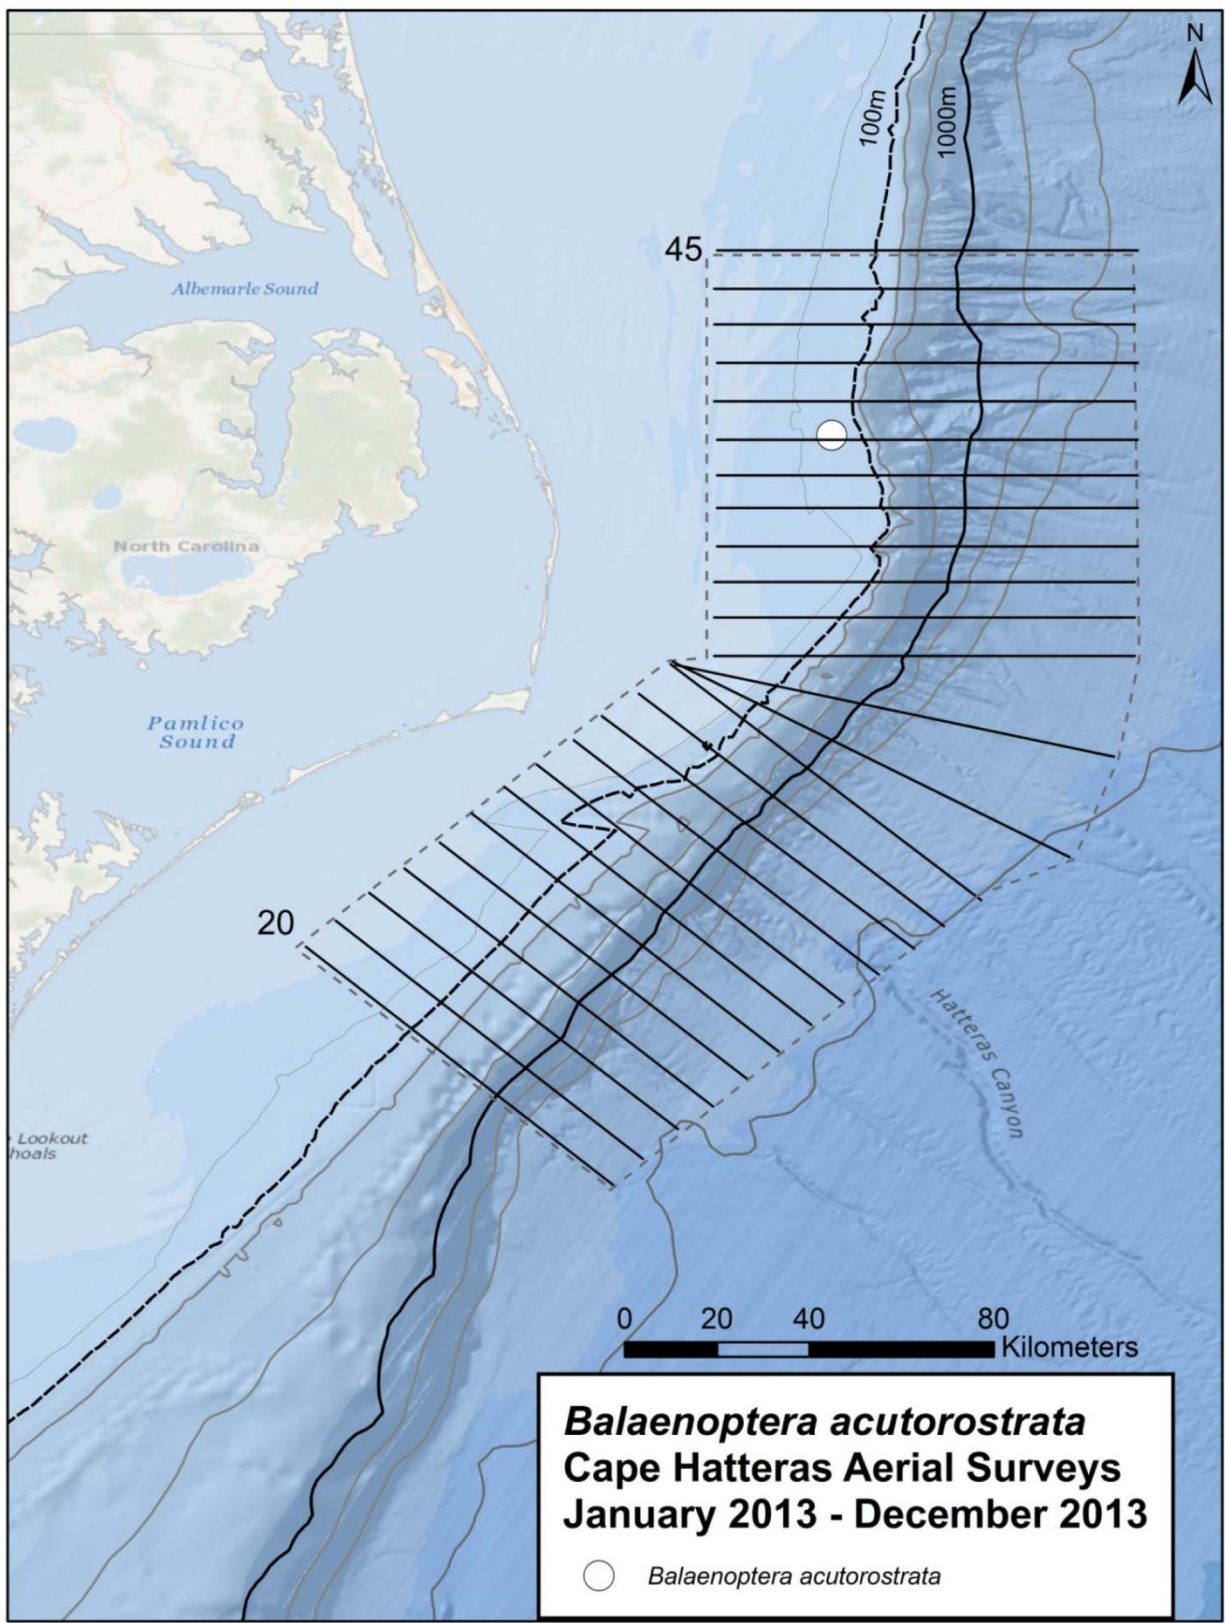 N
100m
1000m
45
Albemarle Sound
North Carolina
Pamlico
Sound
20
Hatteras Canyon
Lookout
hoals
0 20 40 80
Kilometers
Balaenoptera acutorostrata
Cape Hatteras Aerial Surveys
January 2013 - December 2013
Balaenoptera acutorostrata